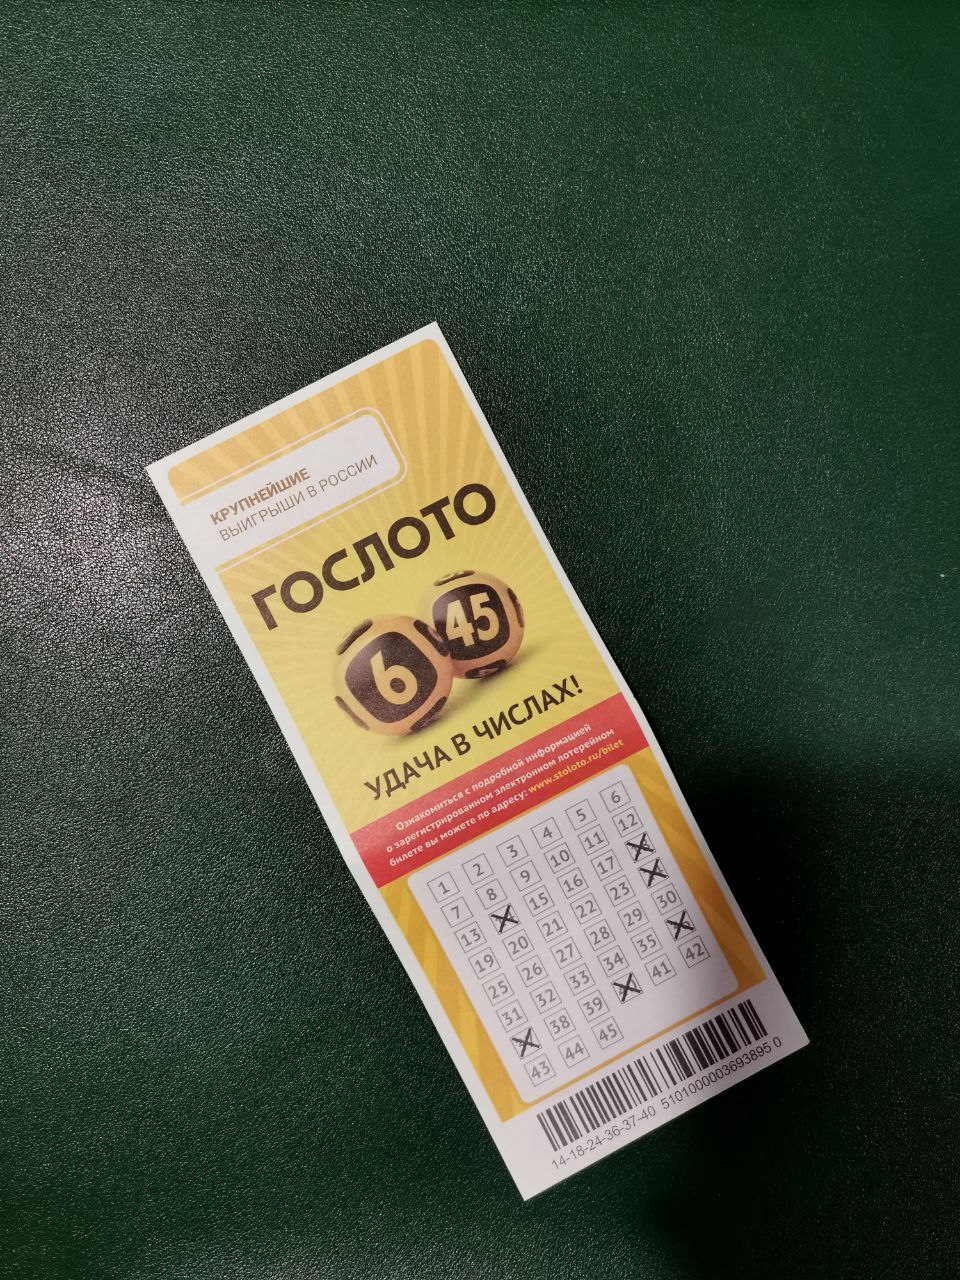 КРУПНЕЙШИЕ
ВЫИГРЫШИ В РОССИИ
ГОСЛОТО
6 45
УДАЧА В ЧИСЛАХ!
Ознакомиться с подробной информацией
о зарегистрированном электронном лотерейном
билете вы можете по адресу: www.stoloto.ru/bilet
1 2 3 4 5 6
7 8 9 10 11 12
13 15 16 17
19 20 21 22 23
25 26 27 28 29 30
31 32 33 34 35
38 39 41 42
43 44 45
14-18-24-36-37-40 5101000003693895 0